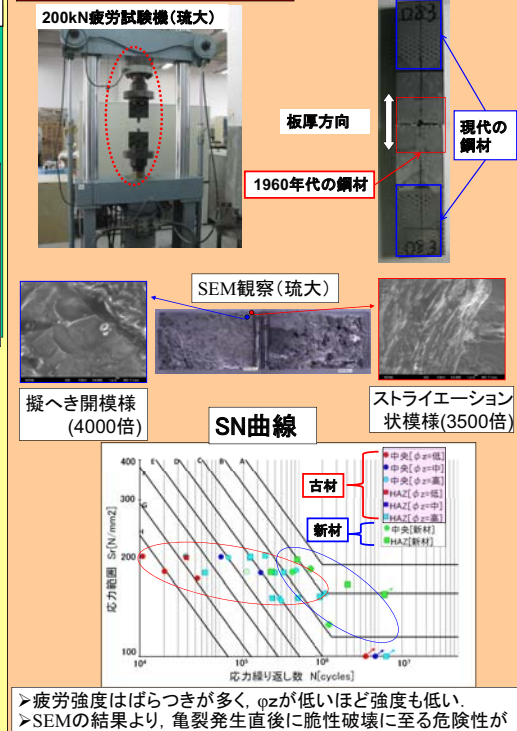 200kN疲労試験機(琉大)
板厚方向
現代の
鋼材
1960年代の鋼材
SEM観察(琉大)
擬へき開模様
(4000倍)
ストライエーション
状模様(3500倍)
SN曲線
古材
新材
中央[φz=低]
中央[φz=中]
中央[φz=高]
HAZ[φz=低]
HAZ[φz=中]
HAZ[φz=高]
中央[新材]
HAZ[新材]
応力範囲 Sr[N/mm2]
400
300
200
100
E D C B A
F
G
10⁴ 10⁵ 10⁶ 10⁷
応力繰り返し数 N[cycles]
➢疲労強度はばらつきが多く，φzが低いほど強度も低い．
➢SEMの結果より，亀裂発生直後に脆性破壊に至る危険性が